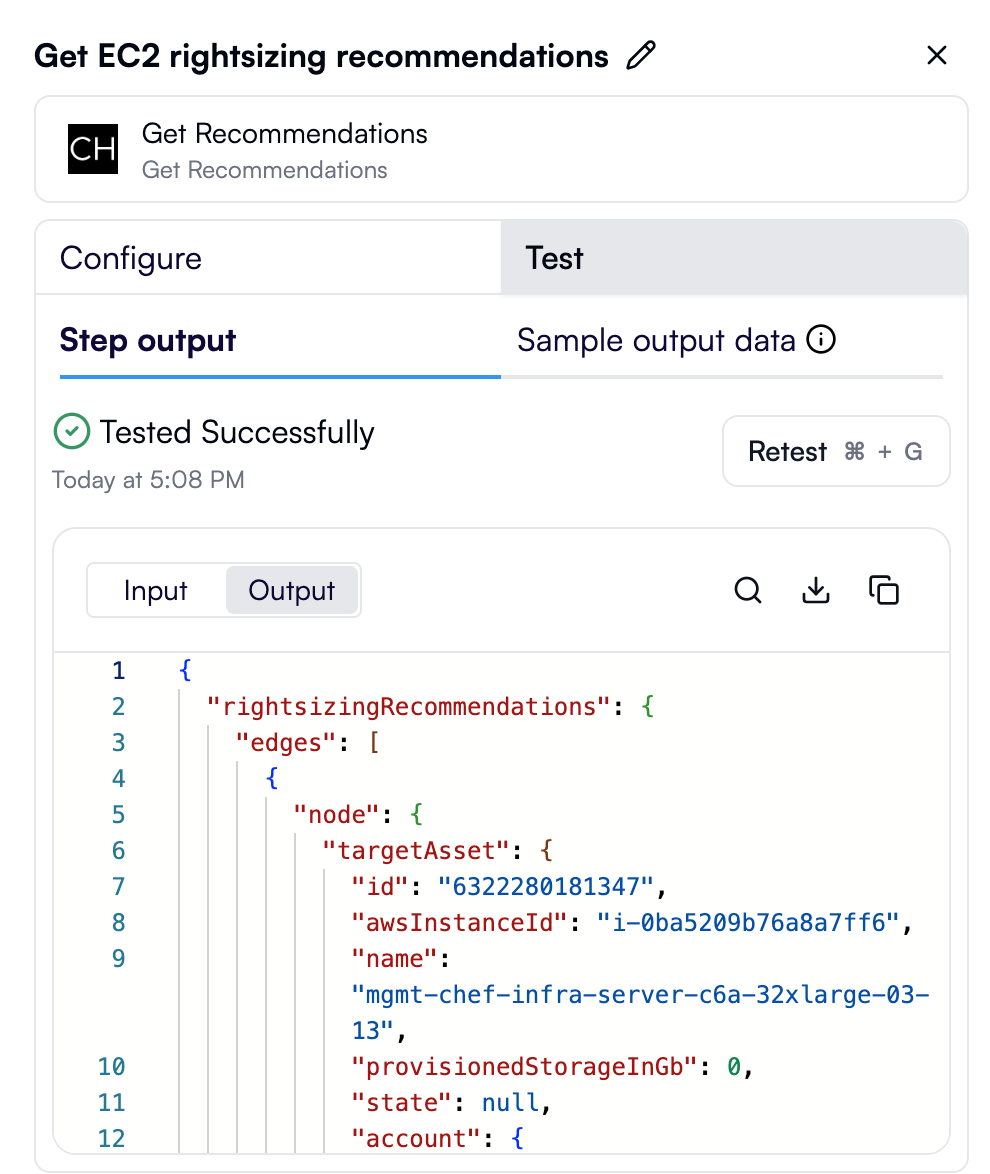 Get EC2 rightsizing recommendations
CH
Get Recommendations
Get Recommendations
Configure
Test
Step output
Sample output data
Tested Successfully
Today at 5:08 PM
Retest ⌘ + G
Input
Output
1 {
2 "rightsizingRecommendations": {
3 "edges": [
4 {
5 "node": {
6 "targetAsset": {
7 "id": "6322280181347",
8 "awsInstanceId": "i-0ba5209b76a8a7ff6",
9 "name":
"mgmt-chef-infra-server-c6a-32xlarge-03-
13",
10 "provisionedStorageInGb": 0,
11 "state": null,
12 "account": {